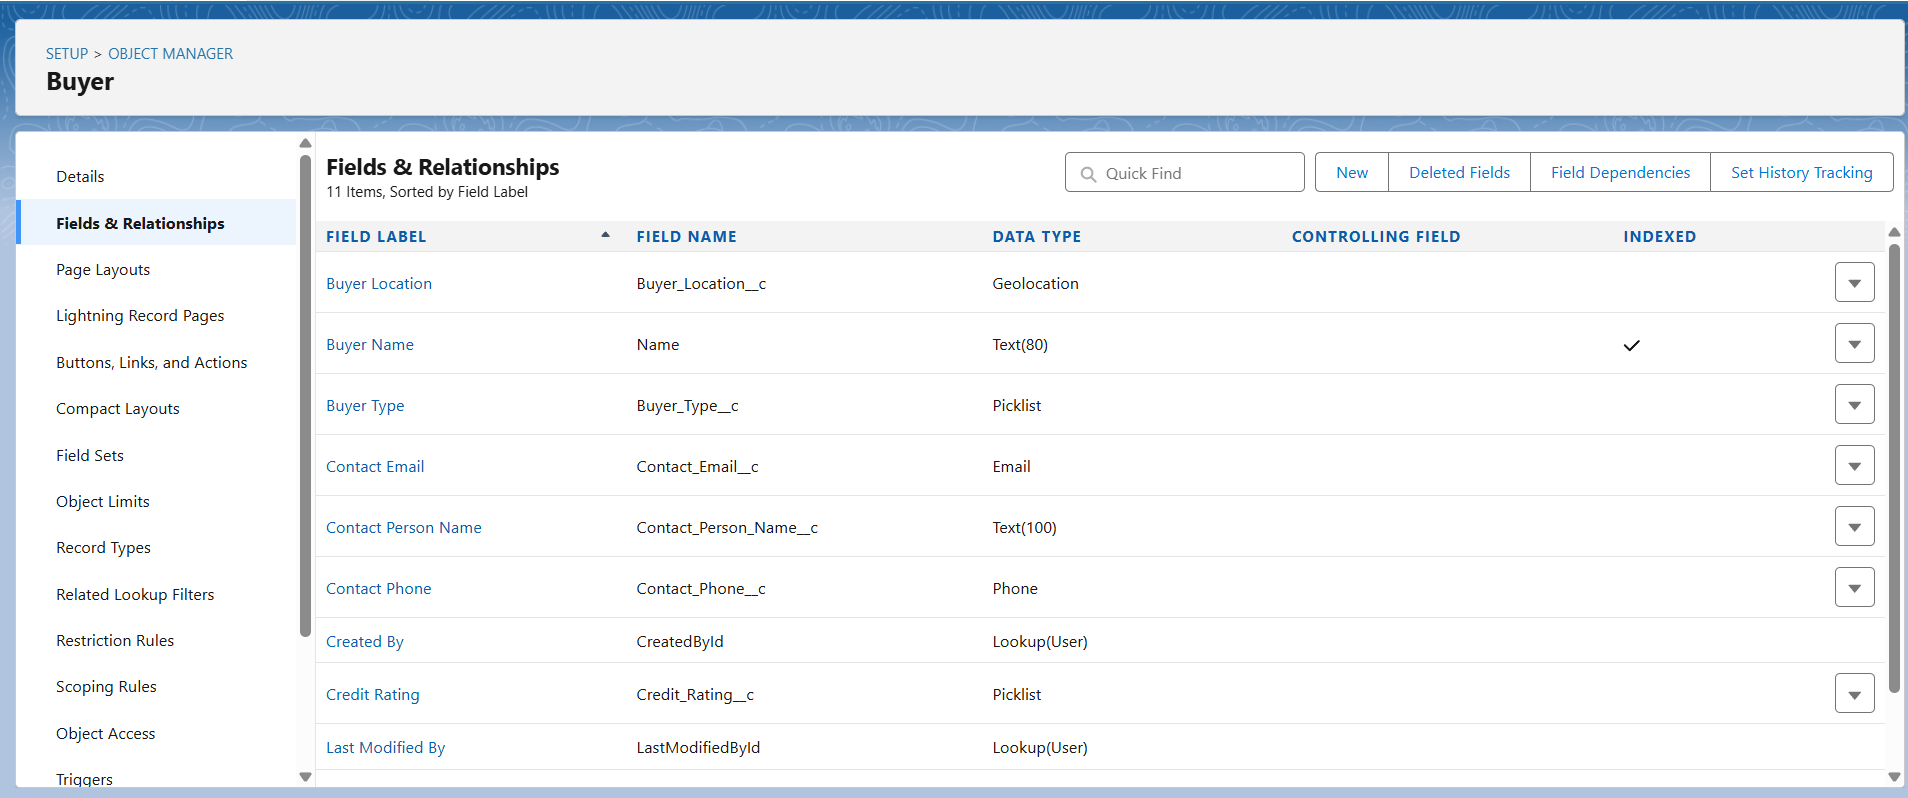 SETUP > OBJECT MANAGER
Buyer
Details
Fields & Relationships
Page Layouts
Lightning Record Pages
Buttons, Links, and Actions
Compact Layouts
Field Sets
Object Limits
Record Types
Related Lookup Filters
Restriction Rules
Scoping Rules
Object Access
Triggers
Fields & Relationships
11 Items, Sorted by Field Label
Quick Find
New
Deleted Fields
Field Dependencies
Set History Tracking
FIELD LABEL FIELD NAME DATA TYPE CONTROLLING FIELD INDEXED
Buyer Location Buyer_Location__c Geolocation
Buyer Name Name Text(80)
Buyer Type Buyer_Type__c Picklist
Contact Email Contact_Email__c Email
Contact Person Name Contact_Person_Name__c Text(100)
Contact Phone Contact_Phone__c Phone
Created By CreatedById Lookup(User)
Credit Rating Credit_Rating__c Picklist
Last Modified By LastModifiedById Lookup(User)